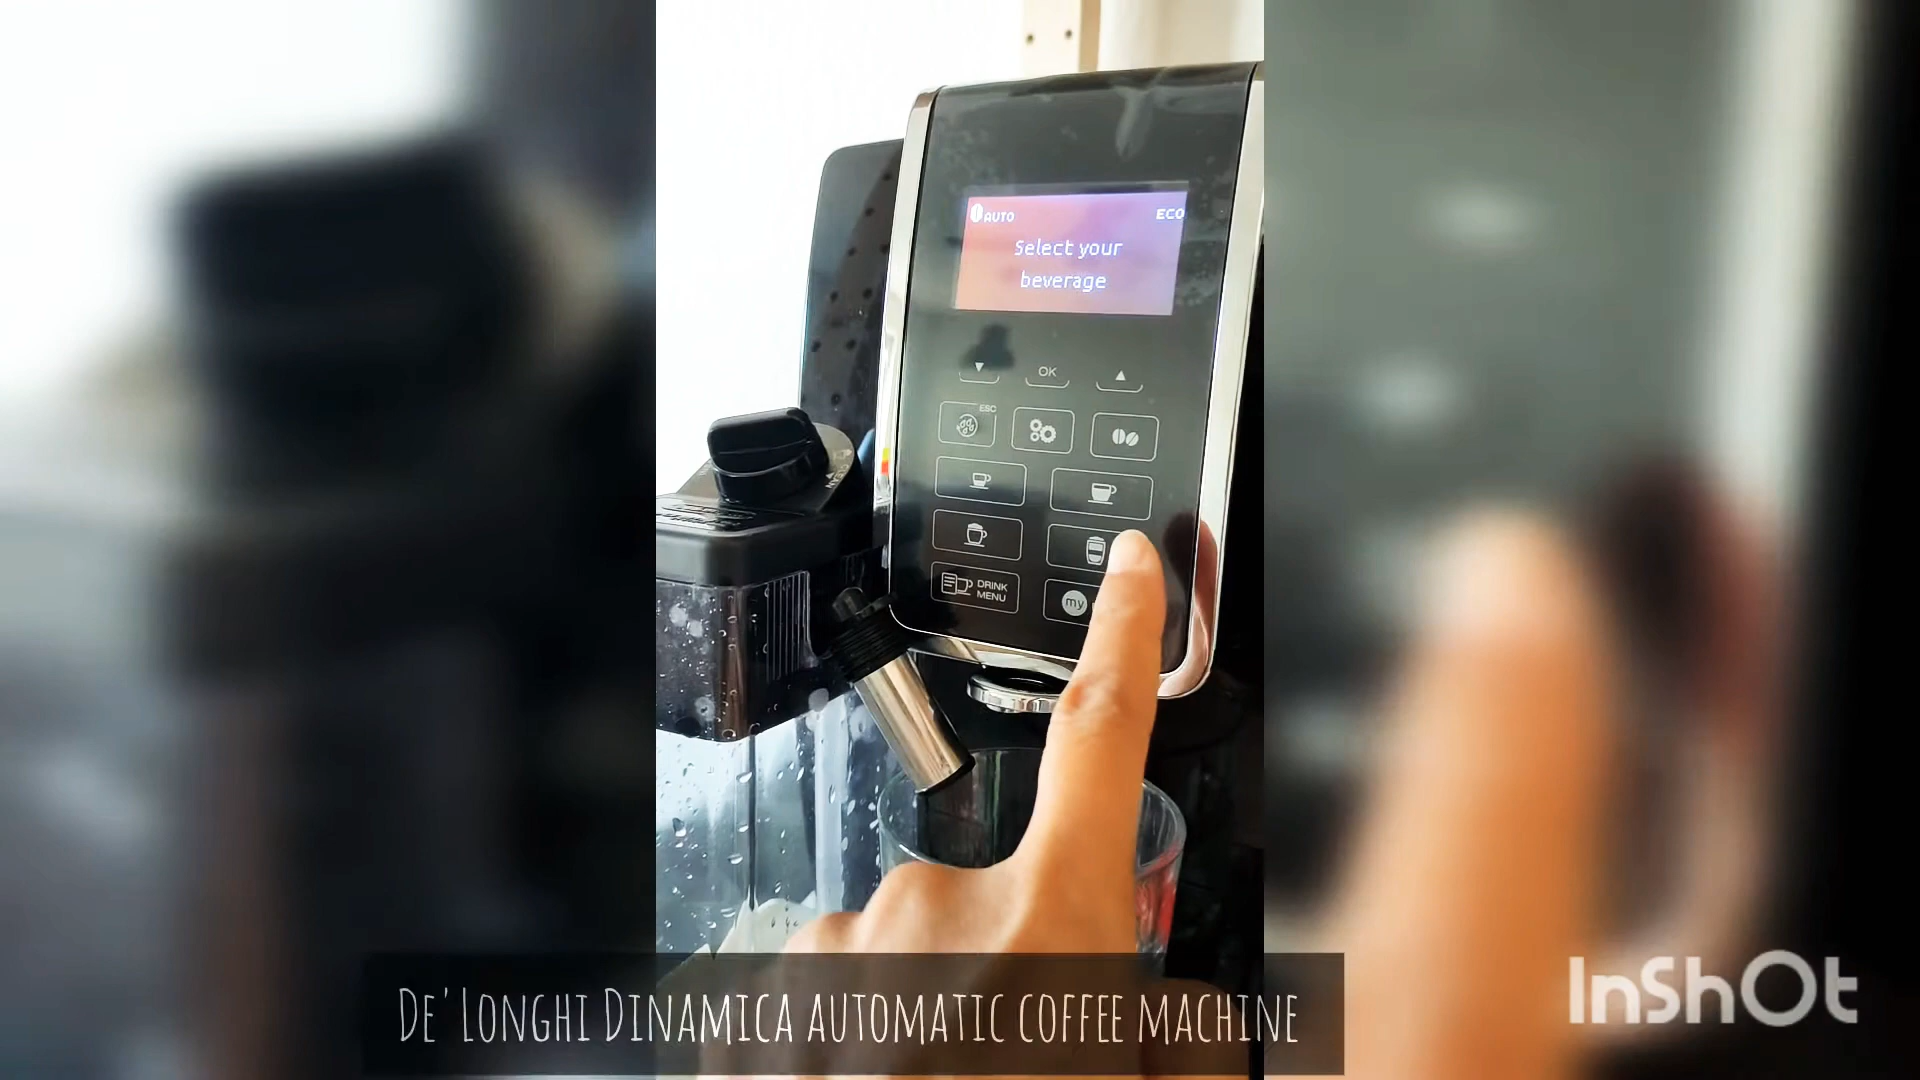 AUTO
ECO
Select your
beverage
OK
ESC
DRINK
MENU
my
De'Longhi Dinamica automatic coffee machine
InShOt